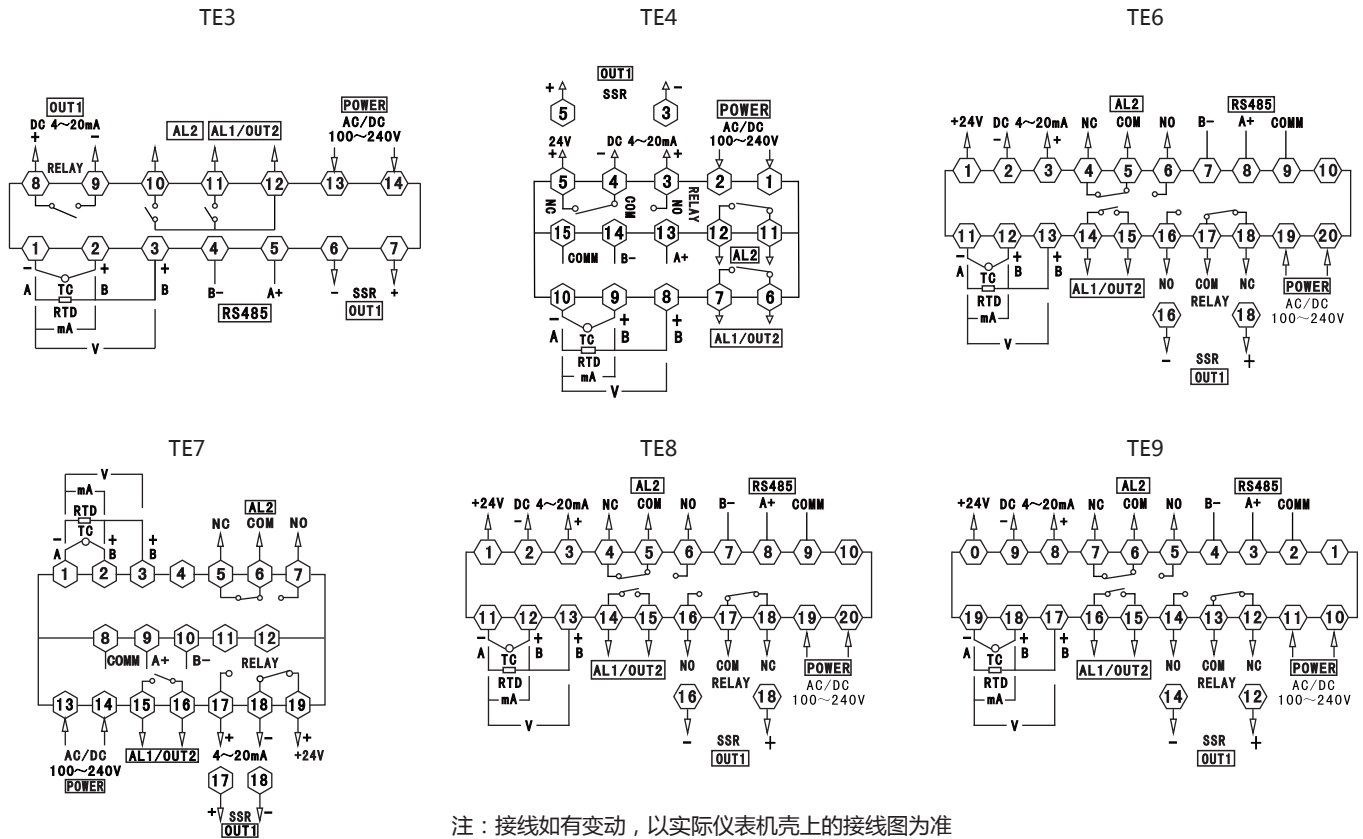 TE3
OUT1
DC 4~20mA
+ -
RELAY
AL2 AL1/OUT2
POWER
AC/DC
100~240V
8 9 10 11 12 13 14
1 2 3 4 5 6 7
- + +
A TC B B
RTD
mA
V
B- A+
RS485
- SSR +
OUT1
TE4
OUT1
+ SSR -
5 3
POWER
AC/DC
100~240V
24V DC 4~20mA
+ - +
5 4 3 2 1
NC COM NO RELAY
15 14 13 12 11
COMM B- A+
AL2
10 9 8 7 6
- + +
A TC B B
RTD
mA
V
AL1/OUT2
TE6
AL2
RS485
+24V DC 4~20mA NC COM NO B- A+ COMM
- +
1 2 3 4 5 6 7 8 9 10
11 12 13 14 15 16 17 18 19 20
- + +
A TC B B
RTD
mA
V
AL1/OUT2
NO COM NC
RELAY
POWER
AC/DC
100~240V
16 18
- SSR +
OUT1
TE7
V
mA
RTD
TC
- + +
A B B
AL2
NC COM NO
1 2 3 4 5 6 7
8 9 10 11 12
COMM A+ B-
RELAY
13 14 15 16 17 18 19
AC/DC
100~240V
POWER
AL1/OUT2
+ - +
4~20mA +24V
17 18
+ SSR -
OUT1
TE8
AL2
RS485
+24V DC 4~20mA NC COM NO B- A+ COMM
- +
1 2 3 4 5 6 7 8 9 10
11 12 13 14 15 16 17 18 19 20
- + +
A TC B B
RTD
mA
V
AL1/OUT2
NO COM NC
RELAY
POWER
AC/DC
100~240V
16 18
- SSR +
OUT1
TE9
AL2
RS485
+24V DC 4~20mA NC COM NO B- A+ COMM
- +
0 9 8 7 6 5 4 3 2 1
19 18 17 16 15 14 13 12 11 10
- + +
A TC B B
RTD
mA
V
AL1/OUT2
NO COM NC
RELAY
POWER
AC/DC
100~240V
14 12
- SSR +
OUT1
注：接线如有变动，以实际仪表机壳上的接线图为准